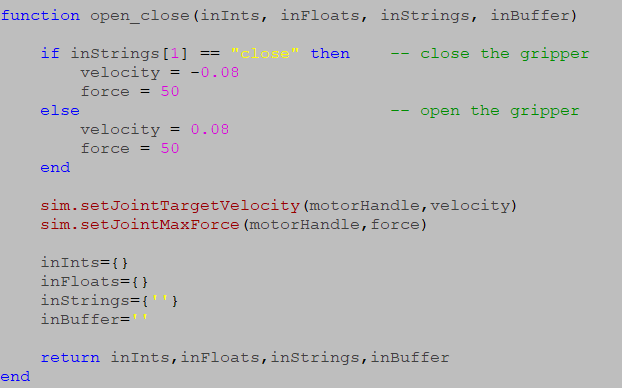 function open_close(inInts, inFloats, inStrings, inBuffer)
if inStrings[1] == "close" then -- close the gripper
velocity = -0.08
force = 50
else -- open the gripper
velocity = 0.08
force = 50
end
sim.setJointTargetVelocity(motorHandle,velocity)
sim.setJointMaxForce(motorHandle,force)
inInts={}
inFloats={}
inStrings={''}
inBuffer=''
return inInts,inFloats,inStrings,inBuffer
end